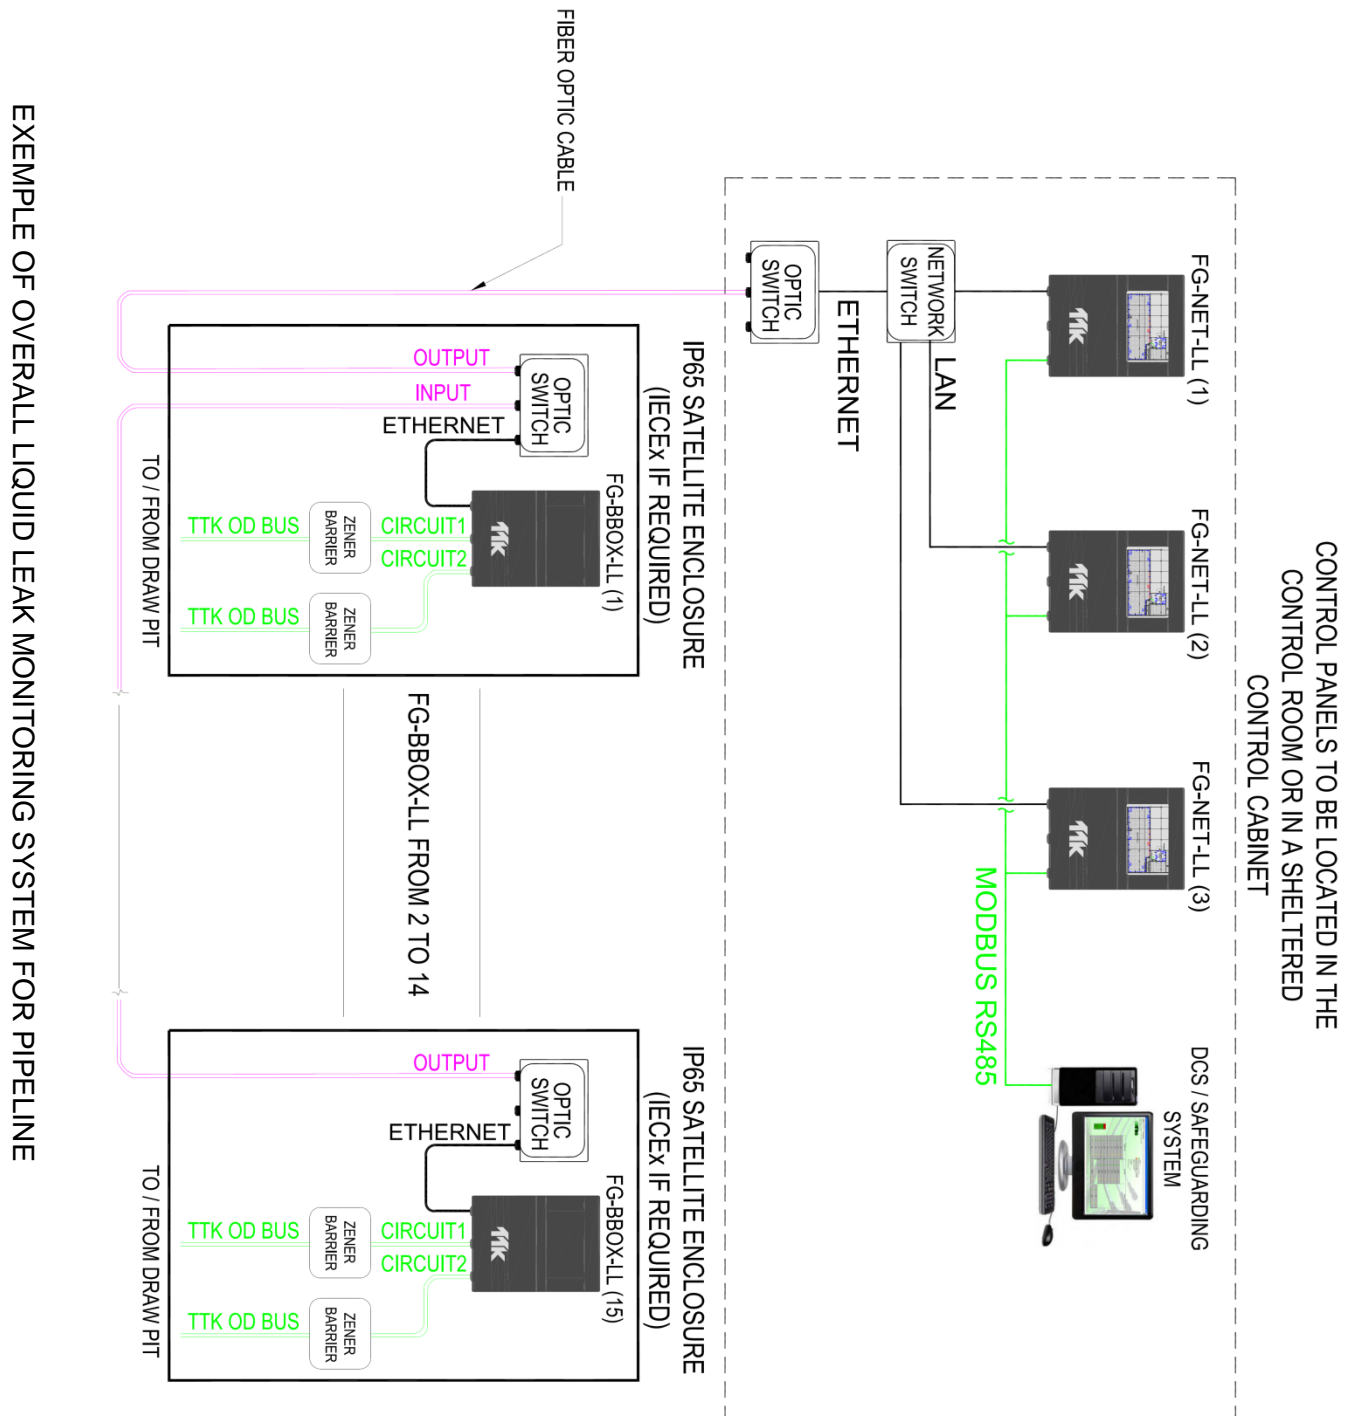 CONTROL PANELS TO BE LOCATED IN THE
CONTROL ROOM OR IN A SHELTERED
CONTROL CABINET
FG-NET-LL (1)
FG-NET-LL (2)
FG-NET-LL (3)
DCS / SAFEGUARDING
SYSTEM
TTK
TTK
TTK
MODBUS RS485
NETWORK
SWITCH
LAN
ETHERNET
OPTIC
SWITCH
FIBER OPTIC CABLE
IP65 SATELLITE ENCLOSURE
(IECEx IF REQUIRED)
FG-BBOX-LL (1)
OPTIC
SWITCH
TTK
OUTPUT
INPUT
ETHERNET
CIRCUIT1
CIRCUIT2
ZENER
BARRIER
ZENER
BARRIER
TTK OD BUS
TTK OD BUS
TO / FROM DRAW PIT
FG-BBOX-LL FROM 2 TO 14
IP65 SATELLITE ENCLOSURE
(IECEx IF REQUIRED)
FG-BBOX-LL (15)
OPTIC
SWITCH
TTK
OUTPUT
ETHERNET
CIRCUIT1
CIRCUIT2
ZENER
BARRIER
ZENER
BARRIER
TTK OD BUS
TTK OD BUS
TO / FROM DRAW PIT
EXEMPLE OF OVERALL LIQUID LEAK MONITORING SYSTEM FOR PIPELINE